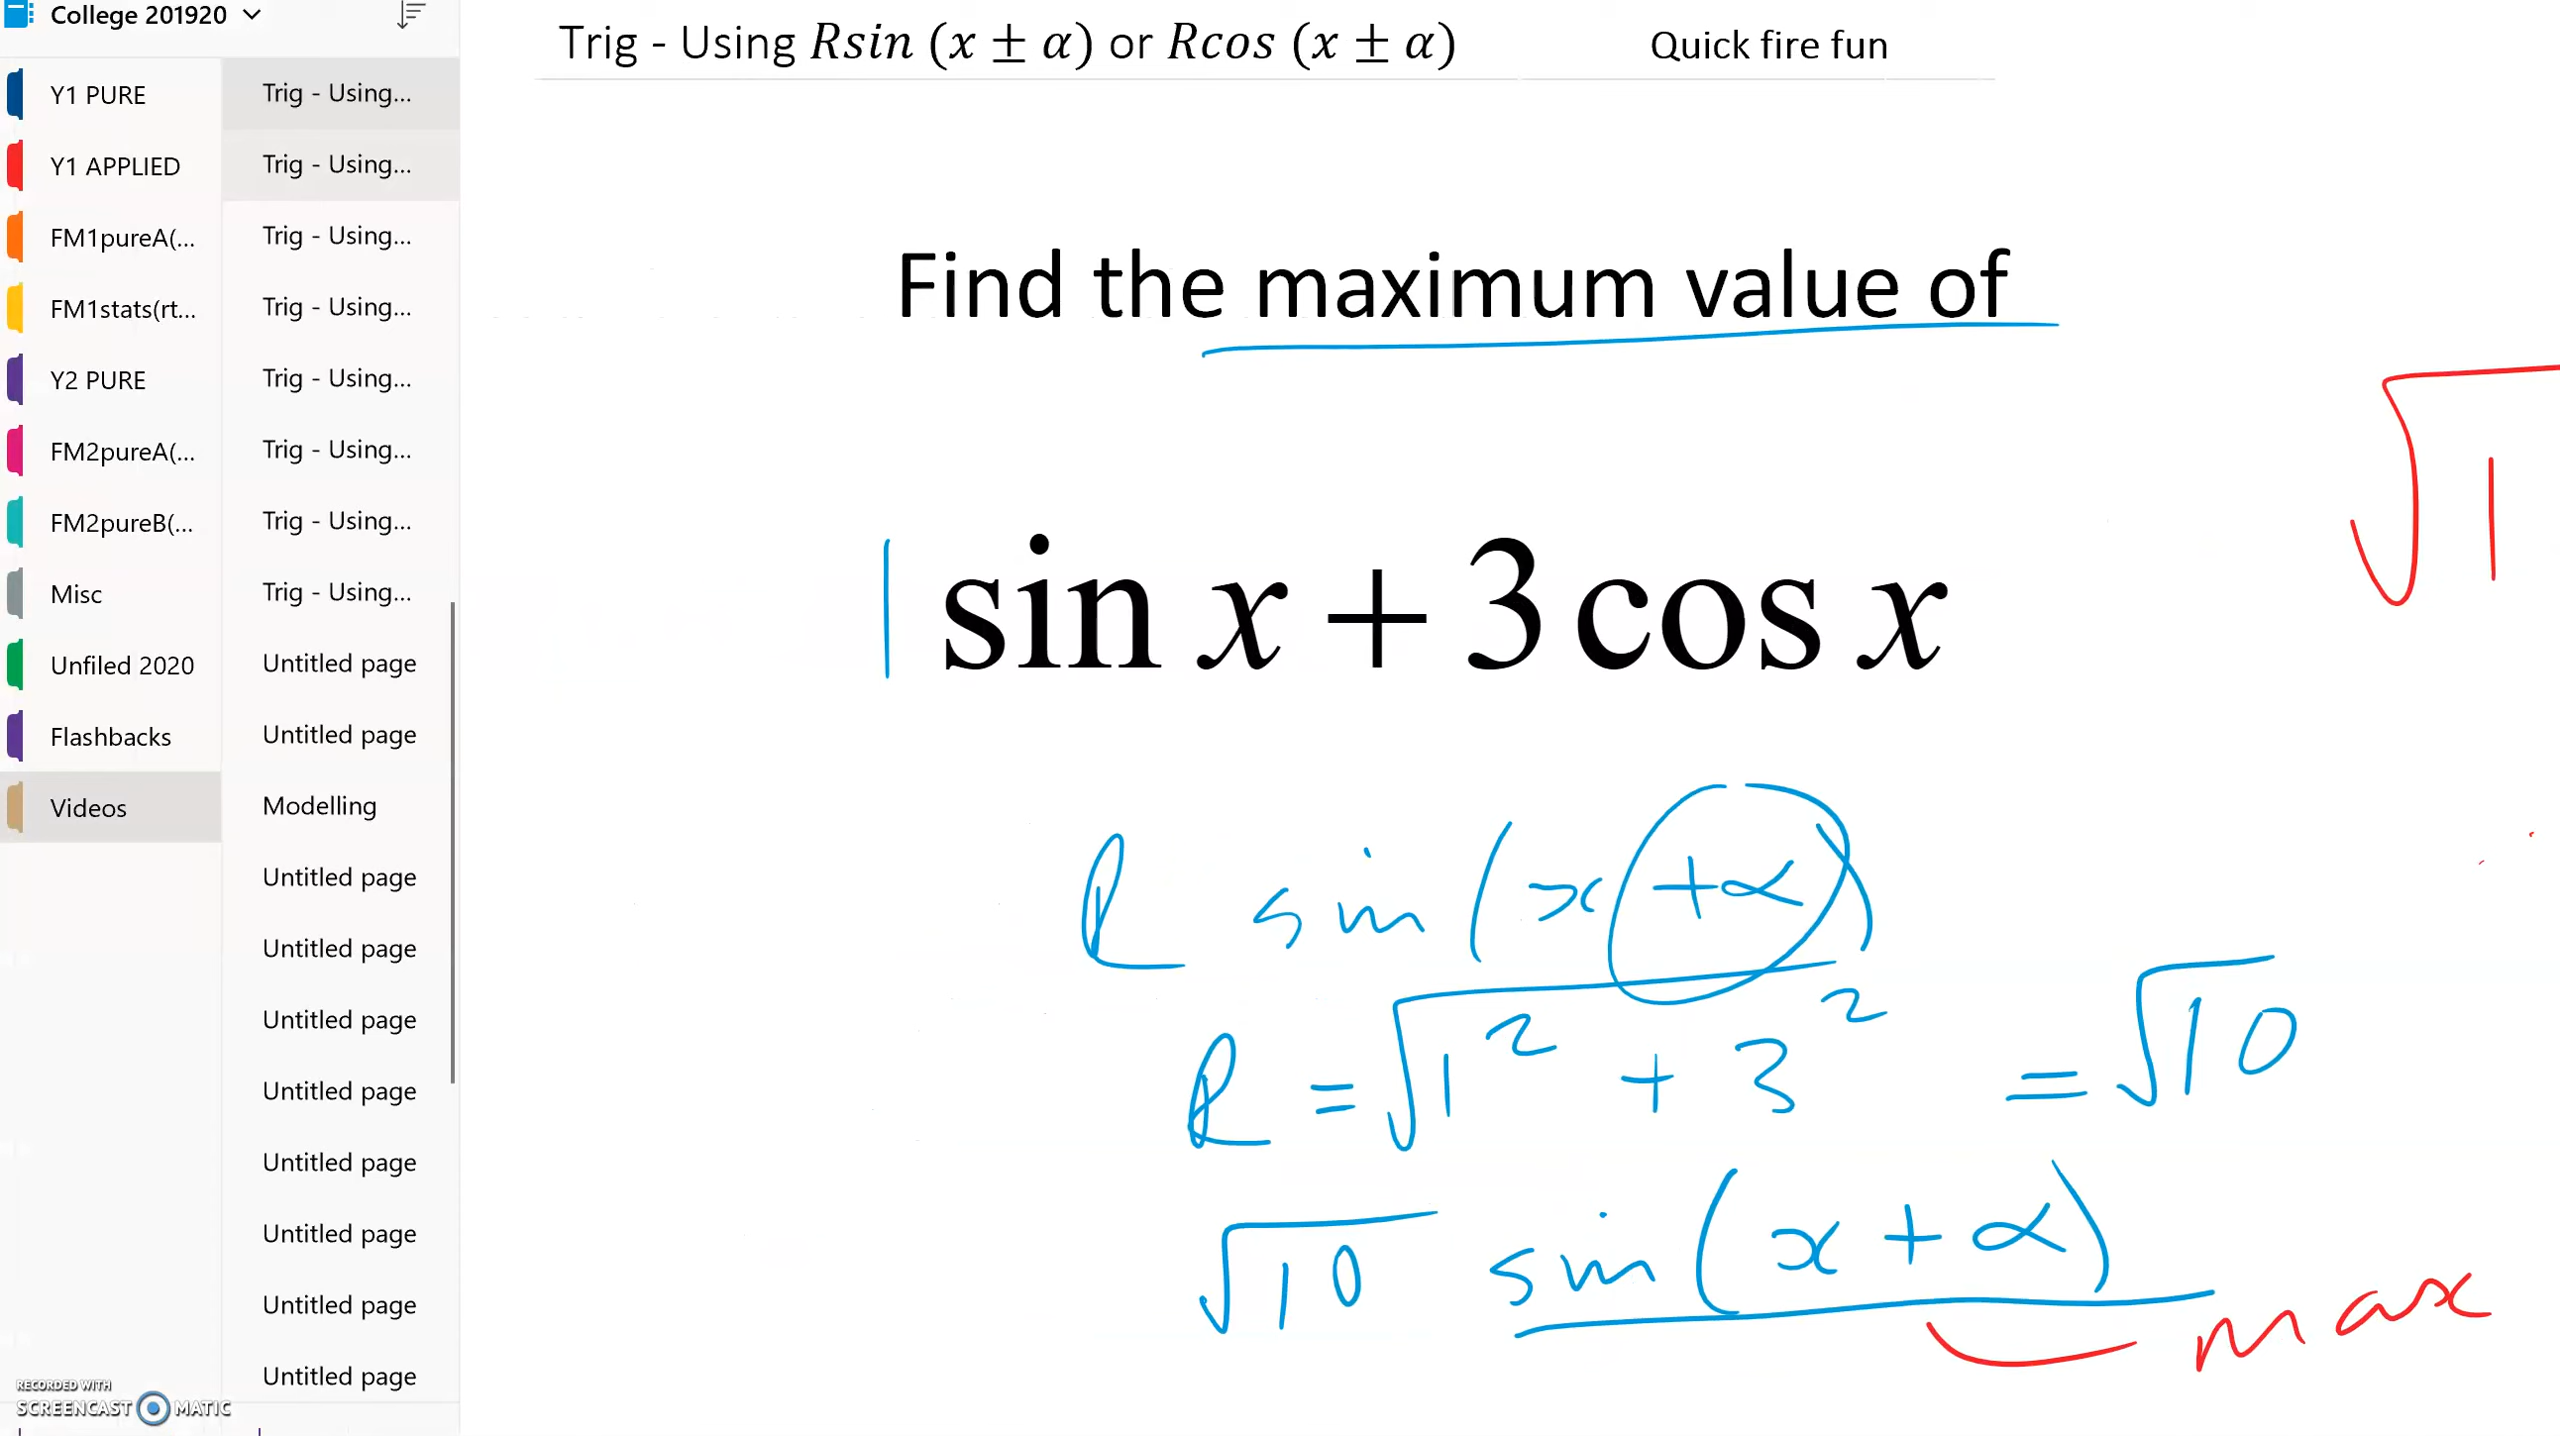 College 201920
Y1 PURE
Y1 APPLIED
FM1pureA(...
FM1stats(rt...
Y2 PURE
FM2pureA(...
FM2pureB(...
Misc
Unfiled 2020
Flashbacks
Videos
Trig - Using...
Trig - Using...
Trig - Using...
Trig - Using...
Trig - Using...
Trig - Using...
Trig - Using...
Trig - Using...
Untitled page
Untitled page
Modelling
Untitled page
Untitled page
Untitled page
Untitled page
Untitled page
Untitled page
Untitled page
Untitled page
RECORDED WITH
SCREENCAST MATIC
Trig - Using Rsin (x ± α) or Rcos (x ± α) Quick fire fun
Find the maximum value of
√1
1 sin x + 3 cos x
R sin (x + α)
R = √1² + 3² = √10
√10 sin (x + α)
max